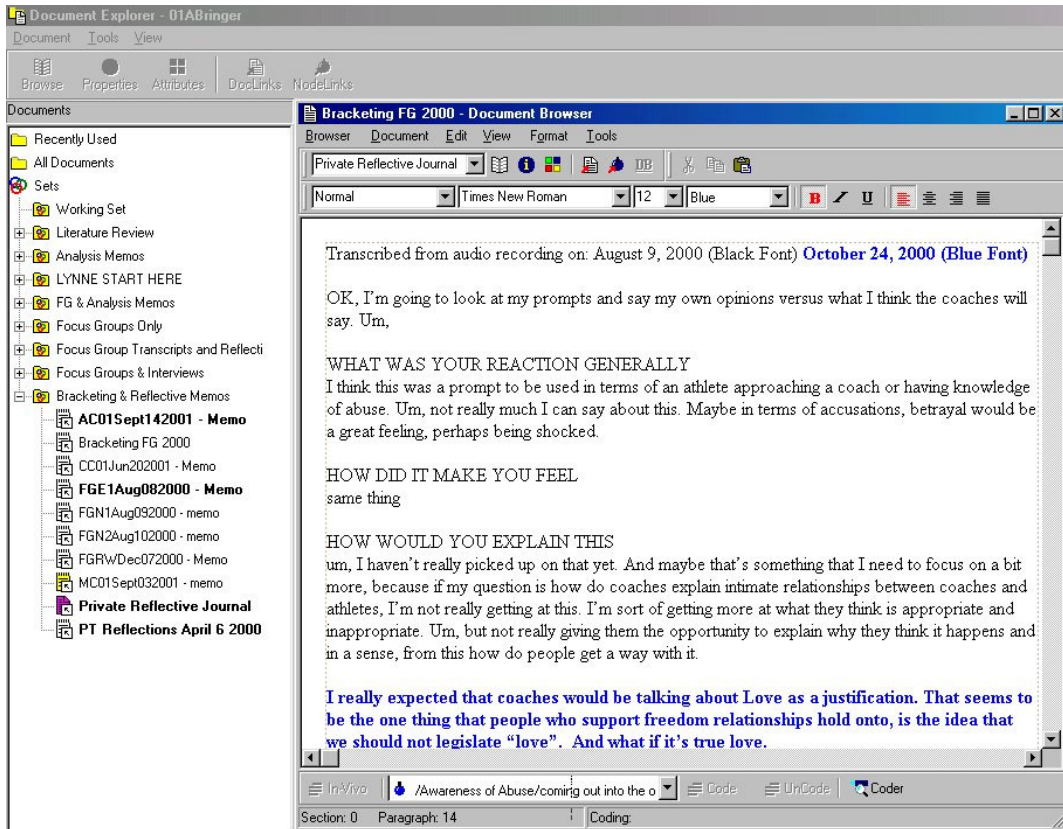 Document Explorer - 01ABringer
Document Tools View
Browse Properties Attributes DocLinks NodeLinks
Documents
Recently Used
All Documents
Sets
Working Set
Literature Review
Analysis Memos
LYNNE START HERE
FG & Analysis Memos
Focus Groups Only
Focus Group Transcripts and Reflecti
Focus Groups & Interviews
Bracketing & Reflective Memos
AC01Sept142001 - Memo
Bracketing FG 2000
CC01Jun202001 - Memo
FGE1Aug082000 - Memo
FGN1Aug092000 - memo
FGN2Aug102000 - memo
FGRWDec072000 - Memo
MC01Sept032001 - memo
Private Reflective Journal
PT Reflections April 6 2000
Bracketing FG 2000 - Document Browser
Browser Document Edit View Format Tools
Private Reflective Journal DB
Normal Times New Roman 12 Blue B I U
Transcribed from audio recording on: August 9, 2000 (Black Font) October 24, 2000 (Blue Font)
OK, I'm going to look at my prompts and say my own opinions versus what I think the coaches will
say. Um,
WHAT WAS YOUR REACTION GENERALLY
I think this was a prompt to be used in terms of an athlete approaching a coach or having knowledge
of abuse. Um, not really much I can say about this. Maybe in terms of accusations, betrayal would be
a great feeling, perhaps being shocked.
HOW DID IT MAKE YOU FEEL
same thing
HOW WOULD YOU EXPLAIN THIS
um, I haven't really picked up on that yet. And maybe that's something that I need to focus on a bit
more, because if my question is how do coaches explain intimate relationships between coaches and
athletes, I'm not really getting at this. I'm sort of getting more at what they think is appropriate and
inappropriate. Um, but not really giving them the opportunity to explain why they think it happens and
in a sense, from this how do people get a way with it.
I really expected that coaches would be talking about Love as a justification. That seems to
be the one thing that people who support freedom relationships hold onto, is the idea that
we should not legislate “love”. And what if it's true love.
In-Vivo /Awareness of Abuse/coming out into the o Code UnCode Coder
Section: 0 Paragraph: 14 Coding: